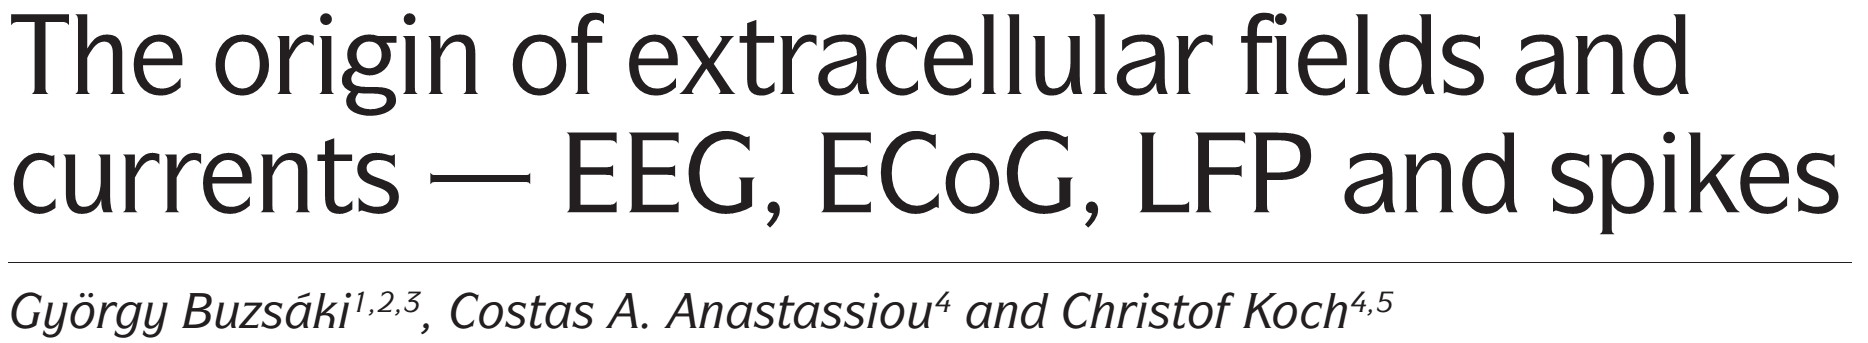 The origin of extracellular fields and
currents — EEG, ECoG, LFP and spikes
György Buzsáki1,2,3, Costas A. Anastassiou4 and Christof Koch4,5